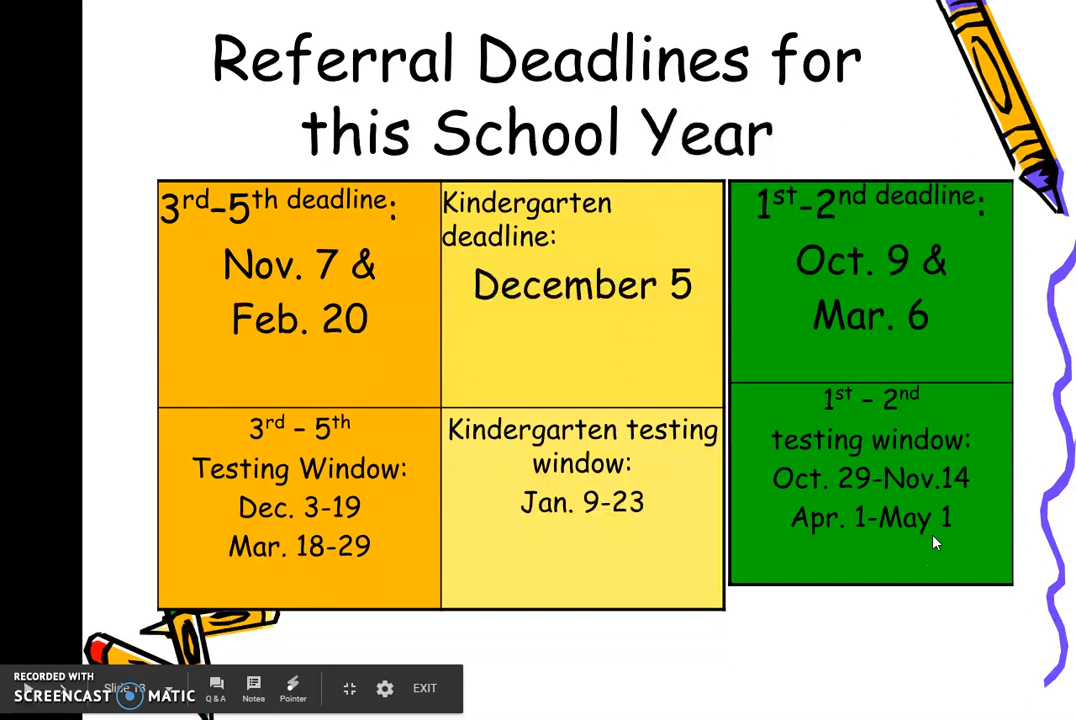 Referral Deadlines for
this School Year
3rd-5th deadline:
Nov. 7 &
Feb. 20
Kindergarten
deadline:
December 5
1st-2nd deadline:
Oct. 9 &
Mar. 6
3rd – 5th
Testing Window:
Dec. 3-19
Mar. 18-29
Kindergarten testing
window:
Jan. 9-23
1st – 2nd
testing window:
Oct. 29-Nov.14
Apr. 1-May 1
RECORDED WITH
SCREENCAST MATIC
Slide 13
Q & A
Notes
Pointer
EXIT